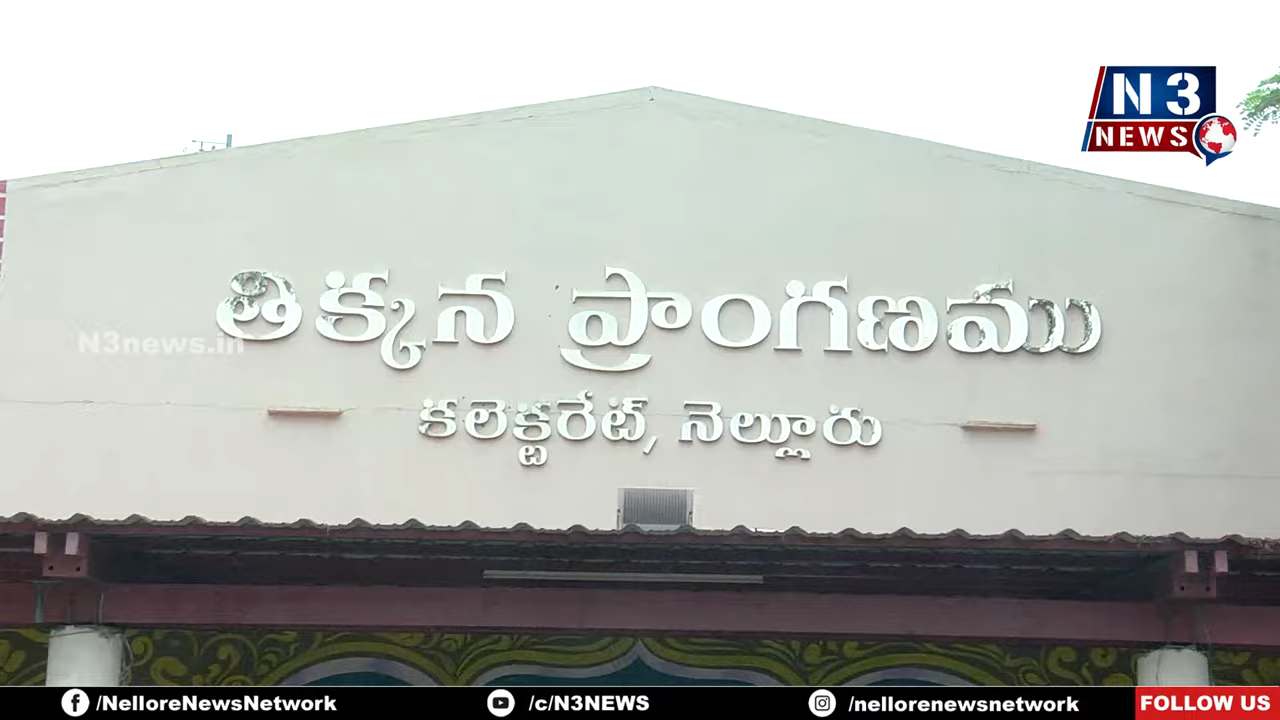 N3
NEWS
తిక్కన ప్రాంగణము
N3news.in
కలెక్టరేట్, నెల్లూరు
/NelloreNewsNetwork
/c/N3NEWS
/nellorenewsnetwork
FOLLOW US